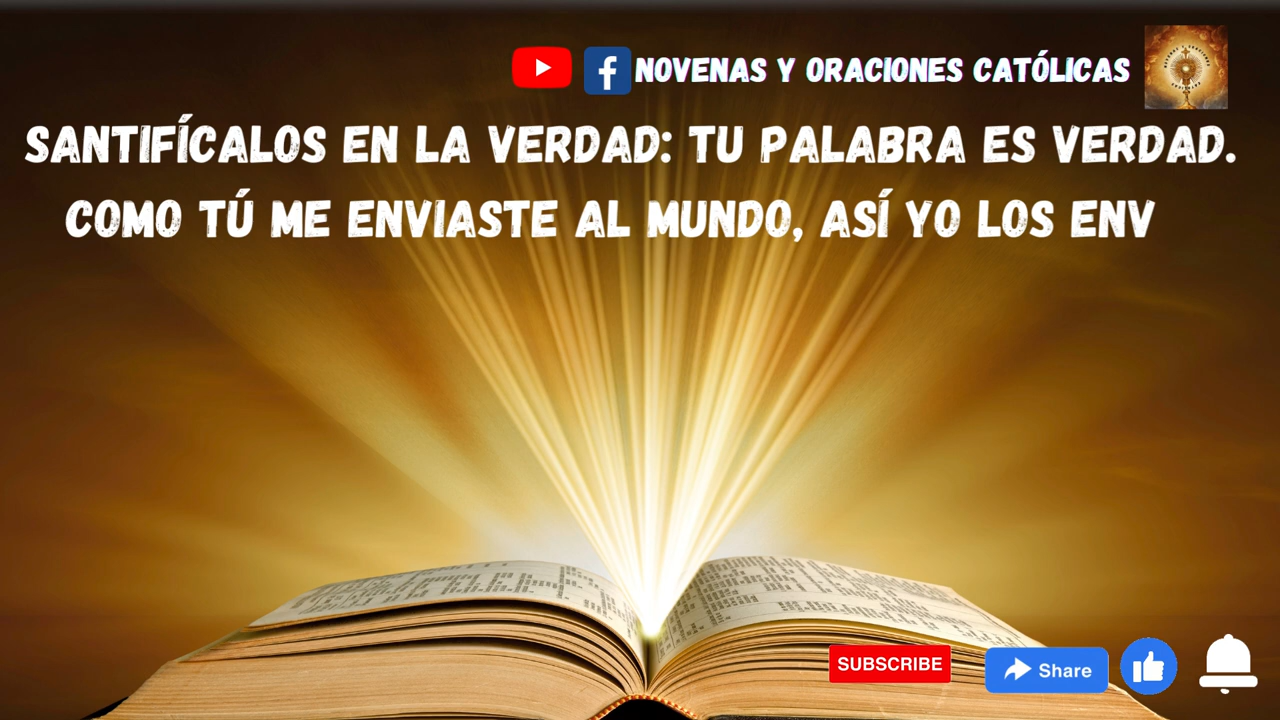 NOVENAS Y ORACIONES CATÓLICAS
SANTIFÍCALOS EN LA VERDAD: TU PALABRA ES VERDAD.
COMO TÚ ME ENVIASTE AL MUNDO, ASÍ YO LOS ENV
SUBSCRIBE
Share